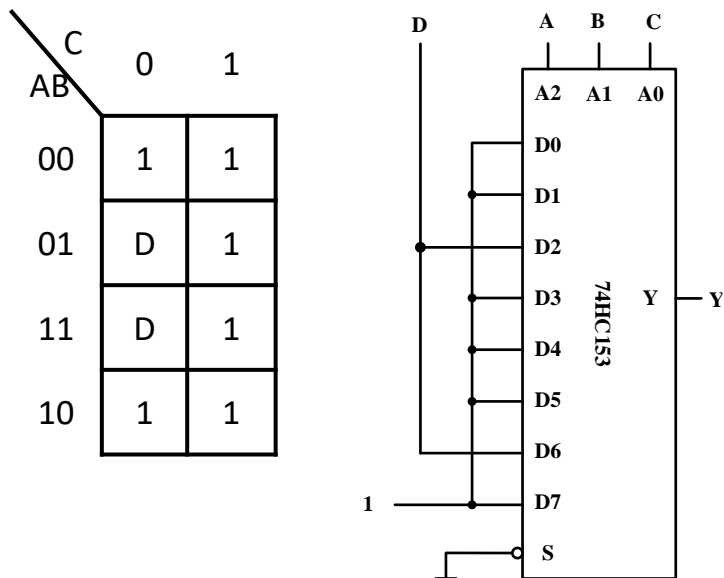 C
AB
0 1
00 1 1
01 D 1
11 D 1
10 1 1
D
A B C
A2 A1 A0
D0
D1
D2
D3
D4
D5
D6
1 D7
S
74HC153
Y Y